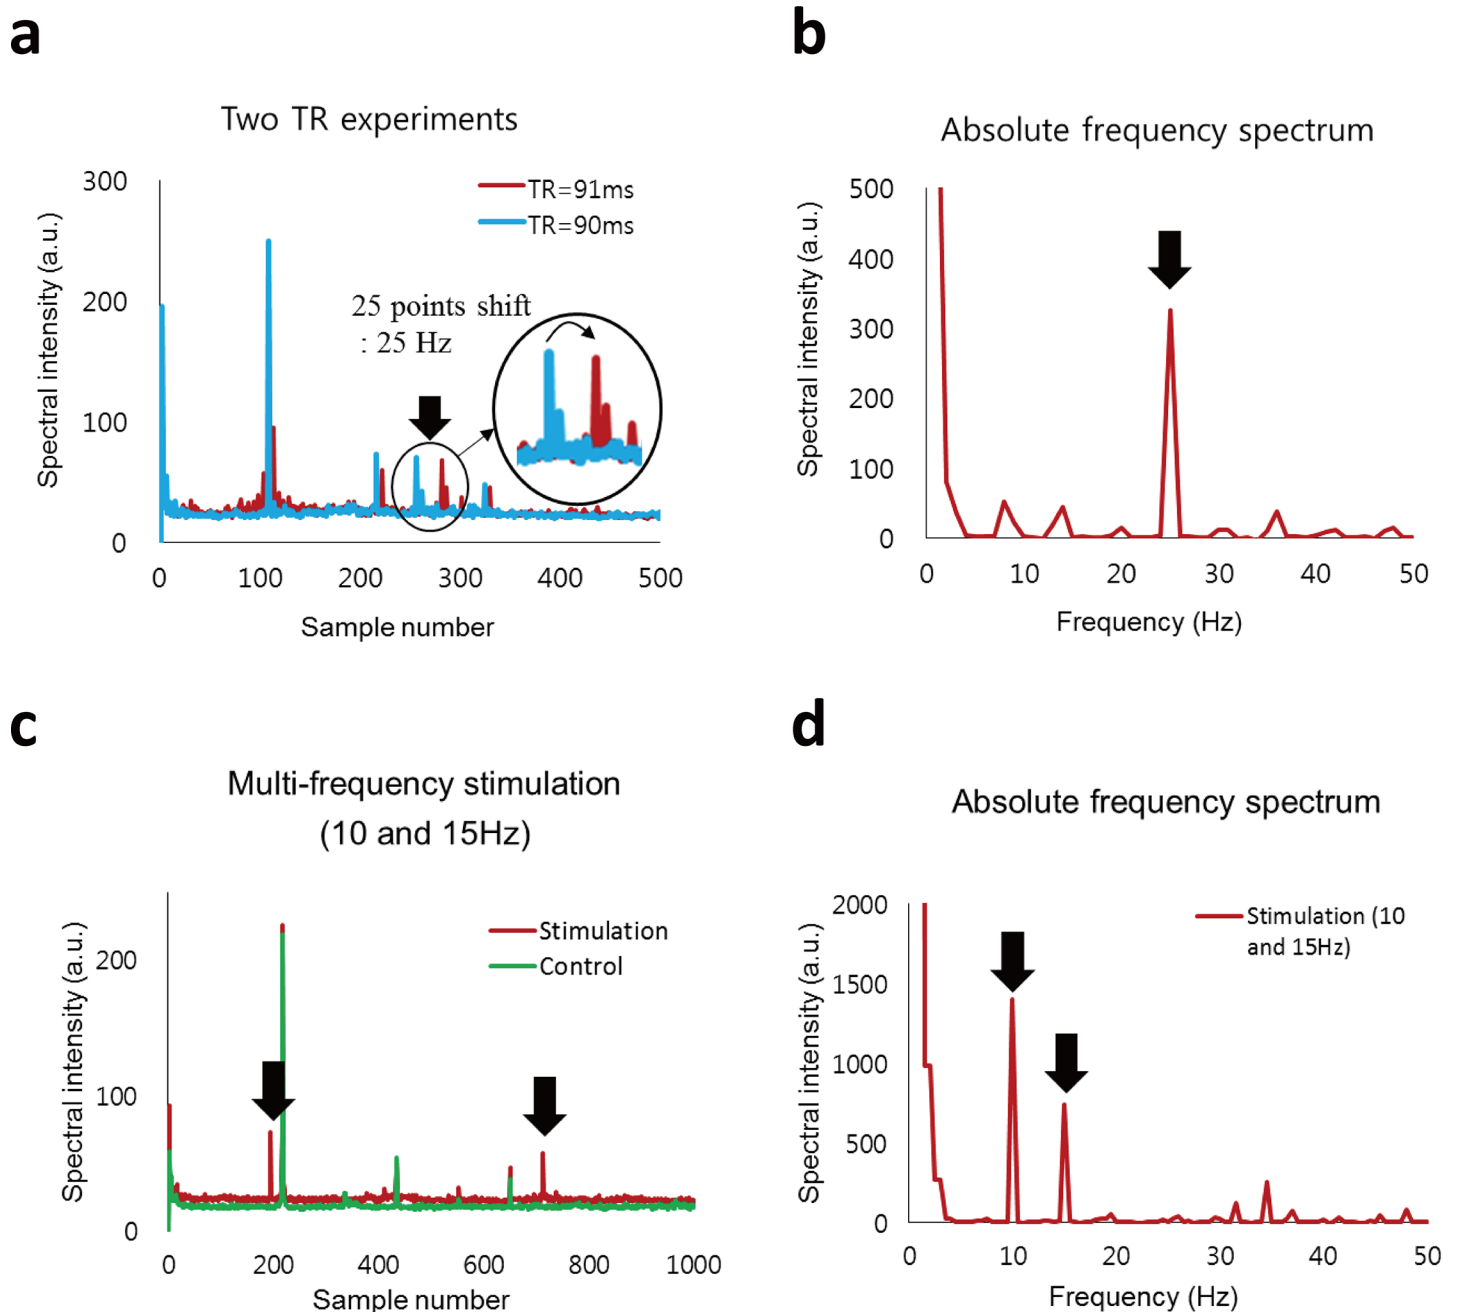 a
Two TR experiments
Spectral intensity (a.u.)
300
200
100
0
TR=91ms
TR=90ms
25 points shift
: 25 Hz
0 100 200 300 400 500
Sample number
b
Absolute frequency spectrum
Spectral intensity (a.u.)
500
400
300
200
100
0
0 10 20 30 40 50
Frequency (Hz)
c
Multi-frequency stimulation
(10 and 15Hz)
Spectral intensity (a.u.)
200
100
0
Stimulation
Control
0 200 400 600 800 1000
Sample number
d
Absolute frequency spectrum
Spectral intensity (a.u.)
2000
1500
1000
500
0
Stimulation (10
and 15Hz)
0 10 20 30 40 50
Frequency (Hz)